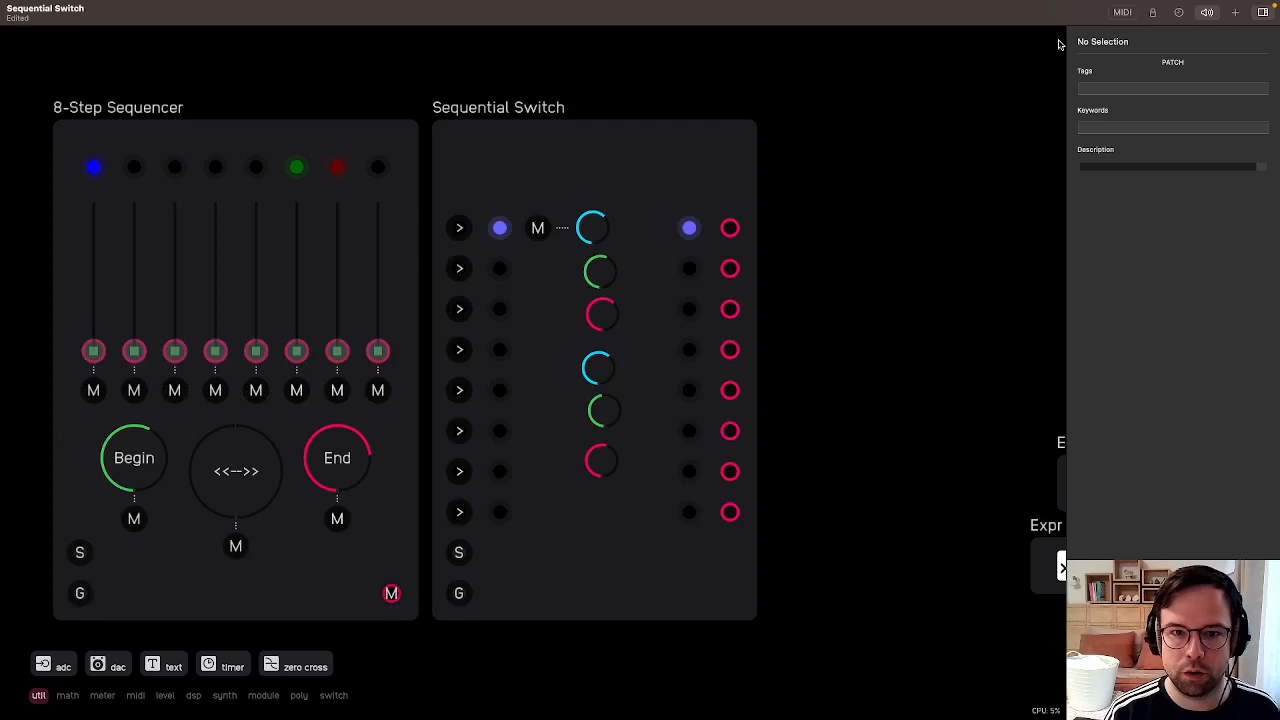 Sequential Switch
Edited
MIDI
No Selection
PATCH
Tags
Keywords
Description
8-Step Sequencer
Sequential Switch
> M
>
>
>
>
>
>
>
M M M M M M M M
Begin
<<-->>
End
M
M
M
S
G
M
S
G
E
Expr
adc
dac
T text
timer
zero cross
util math meter midi level dsp synth module poly switch
CPU: 5%